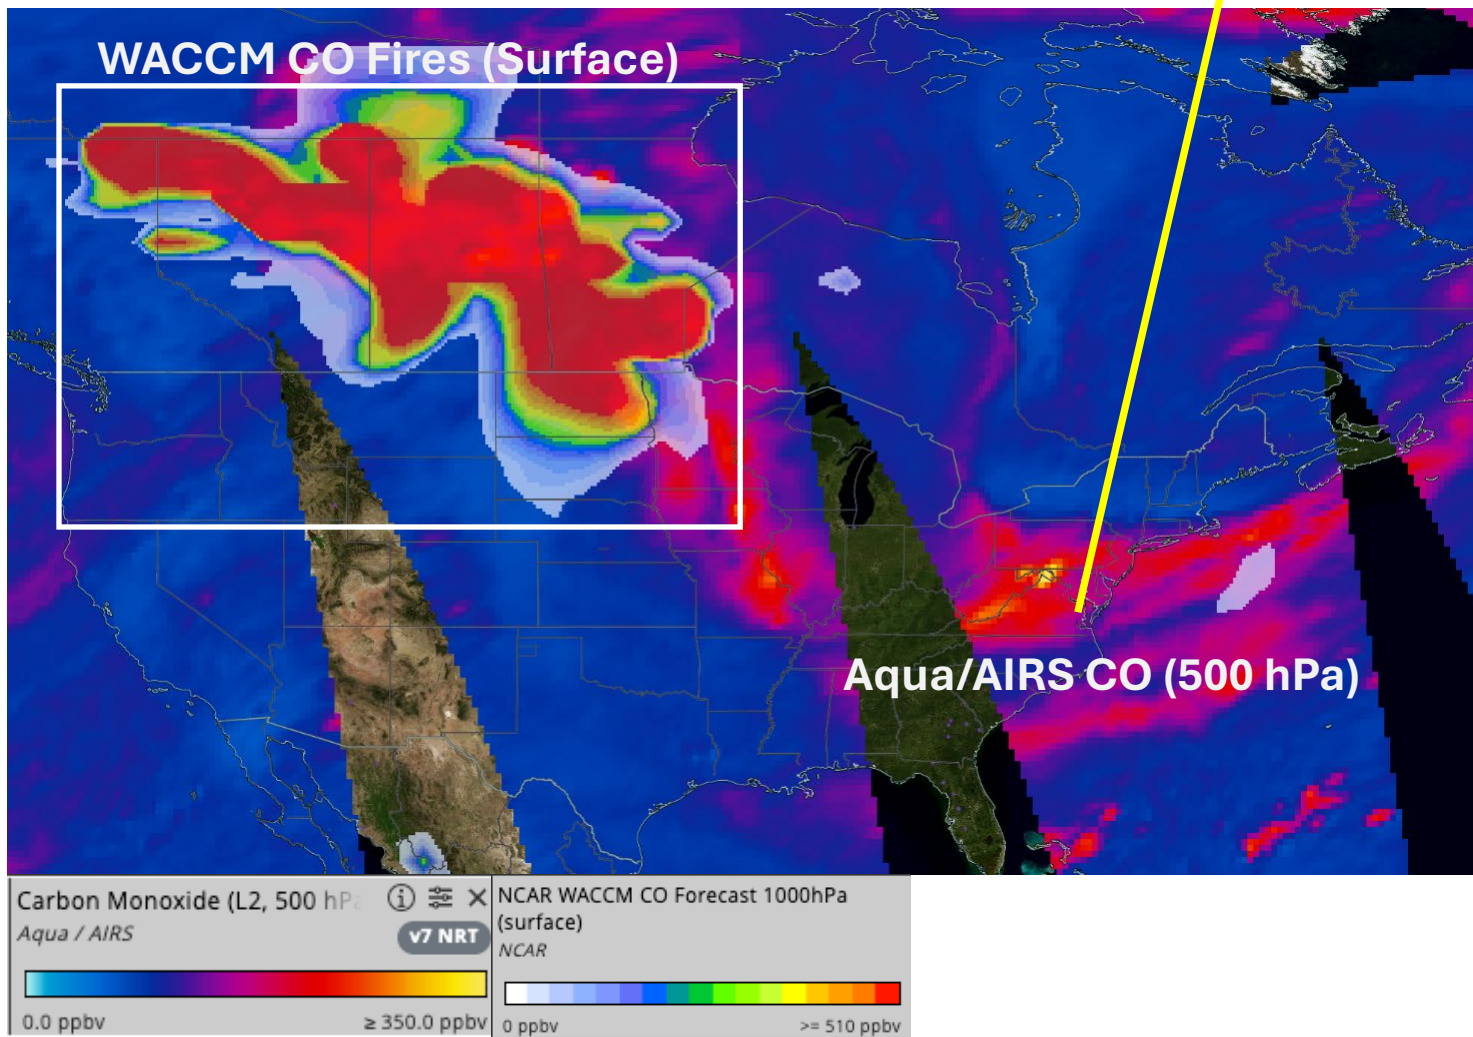 WACCM CO Fires (Surface)
Aqua/AIRS CO (500 hPa)
Carbon Monoxide (L2, 500 hPa
Aqua / AIRS
v7 NRT
0.0 ppbv
≥ 350.0 ppbv
NCAR WACCM CO Forecast 1000hPa
(surface)
NCAR
0 ppbv
>= 510 ppbv